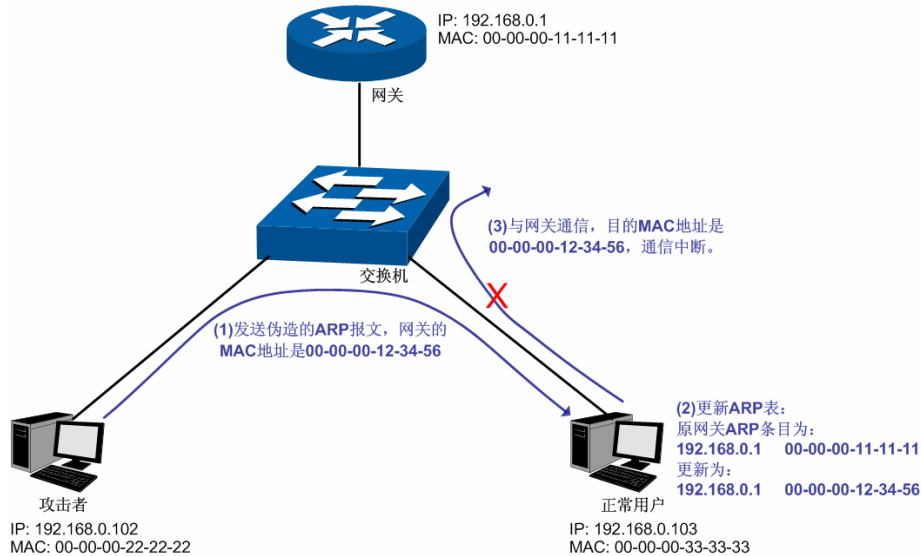 IP: 192.168.0.1
MAC: 00-00-00-11-11-11
网关
(3)与网关通信，目的MAC地址是
00-00-00-12-34-56，通信中断。
交换机
(1)发送伪造的ARP报文，网关的
MAC地址是00-00-00-12-34-56
(2)更新ARP表：
原网关ARP条目为：
192.168.0.1 00-00-00-11-11-11
更新为：
192.168.0.1 00-00-00-12-34-56
攻击者
IP: 192.168.0.102
MAC: 00-00-00-22-22-22
正常用户
IP: 192.168.0.103
MAC: 00-00-00-33-33-33